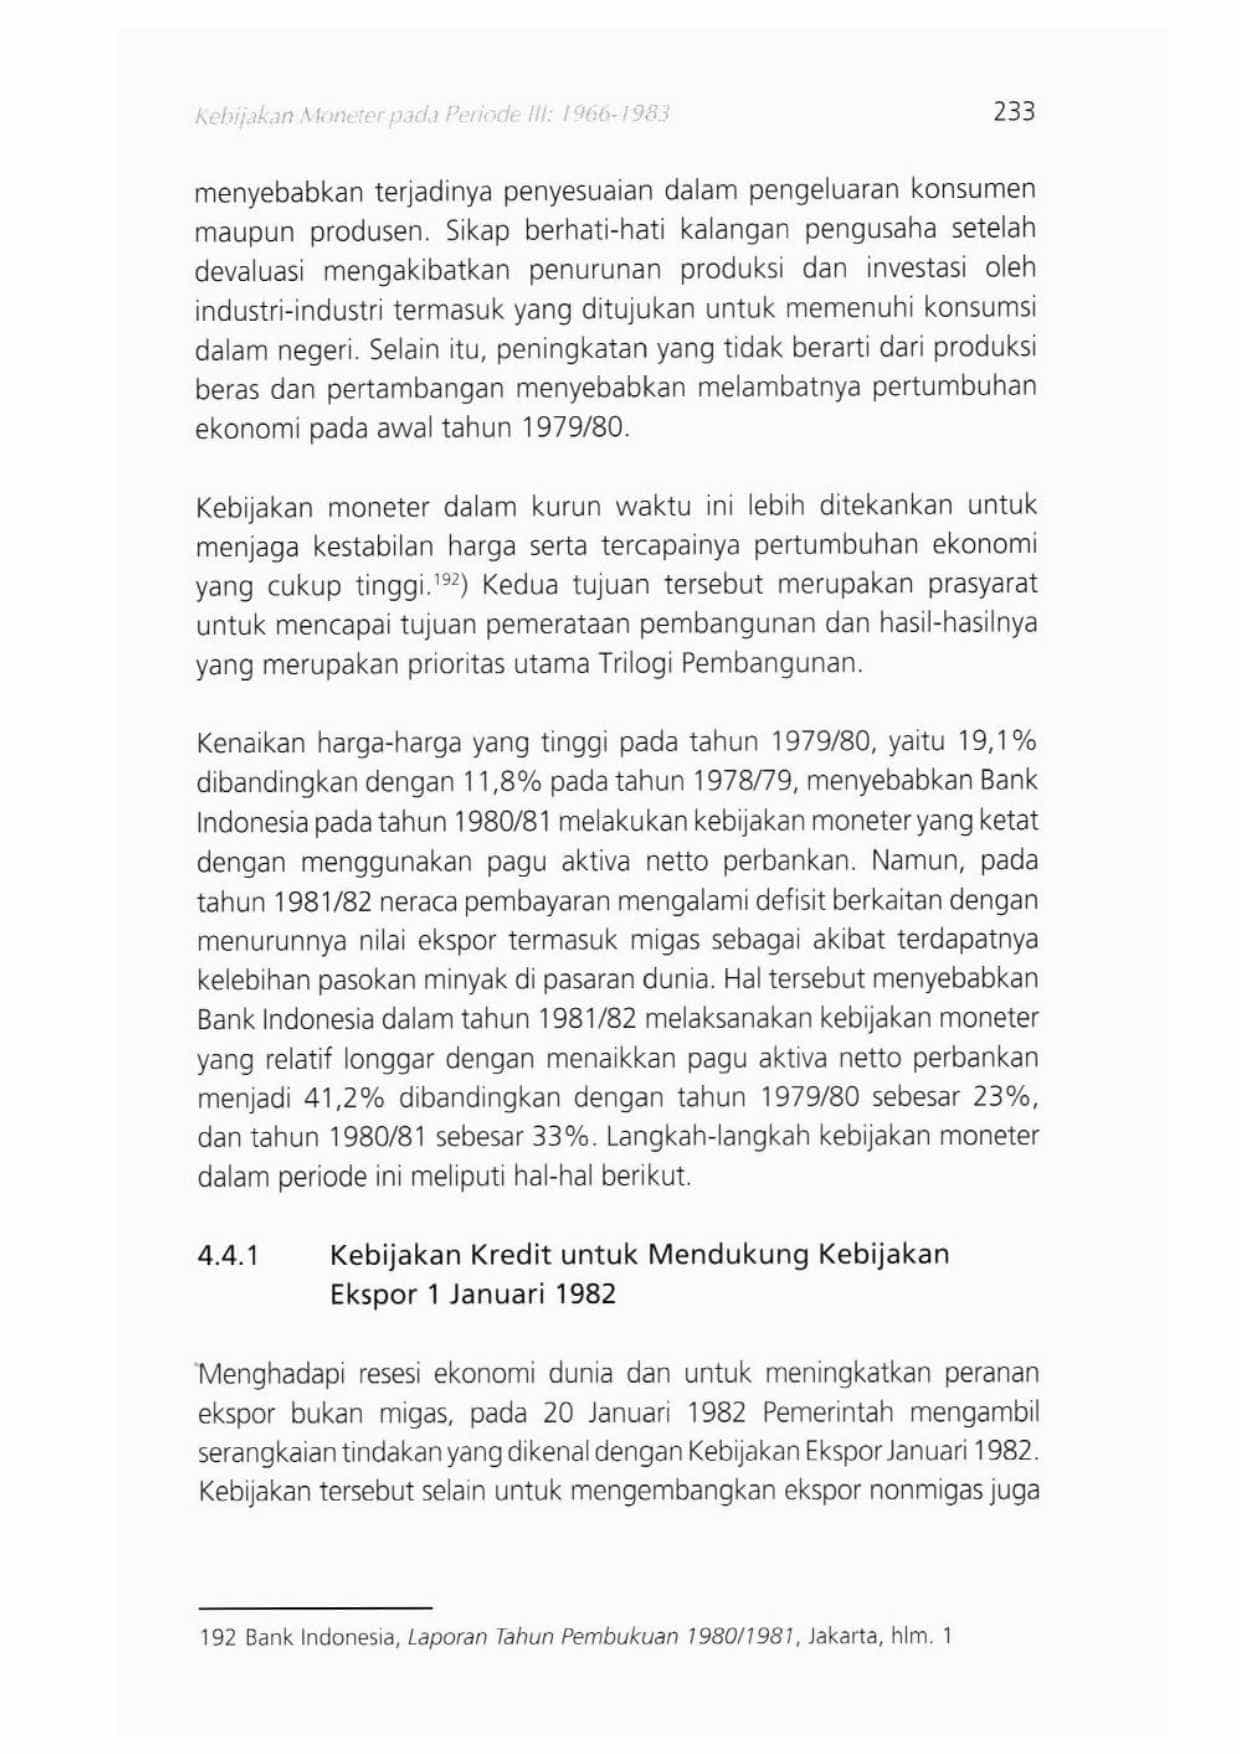 Kebijakan Moneter pada Periode III: 1966-1983 233
menyebabkan terjadinya penyesuaian dalam pengeluaran konsumen
maupun produsen. Sikap berhati-hati kalangan pengusaha setelah
devaluasi mengakibatkan penurunan produksi dan investasi oleh
industri-industri termasuk yang ditujukan untuk memenuhi konsumsi
dalam negeri. Selain itu, peningkatan yang tidak berarti dari produksi
beras dan pertambangan menyebabkan melambatnya pertumbuhan
ekonomi pada awal tahun 1979/80.
Kebijakan moneter dalam kurun waktu ini lebih ditekankan untuk
menjaga kestabilan harga serta tercapainya pertumbuhan ekonomi
yang cukup tinggi.¹⁹²) Kedua tujuan tersebut merupakan prasyarat
untuk mencapai tujuan pemerataan pembangunan dan hasil-hasilnya
yang merupakan prioritas utama Trilogi Pembangunan.
Kenaikan harga-harga yang tinggi pada tahun 1979/80, yaitu 19,1%
dibandingkan dengan 11,8% pada tahun 1978/79, menyebabkan Bank
Indonesia pada tahun 1980/81 melakukan kebijakan moneter yang ketat
dengan menggunakan pagu aktiva netto perbankan. Namun, pada
tahun 1981/82 neraca pembayaran mengalami defisit berkaitan dengan
menurunnya nilai ekspor termasuk migas sebagai akibat terdapatnya
kelebihan pasokan minyak di pasaran dunia. Hal tersebut menyebabkan
Bank Indonesia dalam tahun 1981/82 melaksanakan kebijakan moneter
yang relatif longgar dengan menaikkan pagu aktiva netto perbankan
menjadi 41,2% dibandingkan dengan tahun 1979/80 sebesar 23%,
dan tahun 1980/81 sebesar 33%. Langkah-langkah kebijakan moneter
dalam periode ini meliputi hal-hal berikut.
4.4.1 Kebijakan Kredit untuk Mendukung Kebijakan
Ekspor 1 Januari 1982
Menghadapi resesi ekonomi dunia dan untuk meningkatkan peranan
ekspor bukan migas, pada 20 Januari 1982 Pemerintah mengambil
serangkaian tindakan yang dikenal dengan Kebijakan Ekspor Januari 1982.
Kebijakan tersebut selain untuk mengembangkan ekspor nonmigas juga
192 Bank Indonesia, Laporan Tahun Pembukuan 1980/1981, Jakarta, hlm. 1